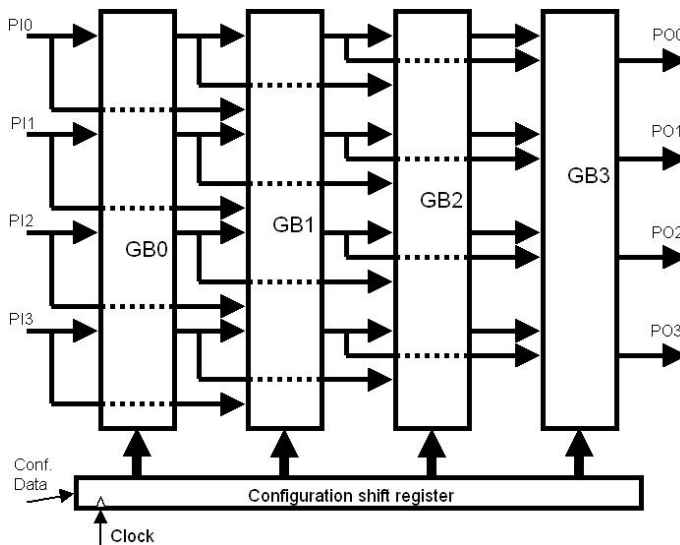 PI0
PI1
PI2
PI3
GB0
GB1
GB2
GB3
PO0
PO1
PO2
PO3
Conf.
Data
Configuration shift register
Clock